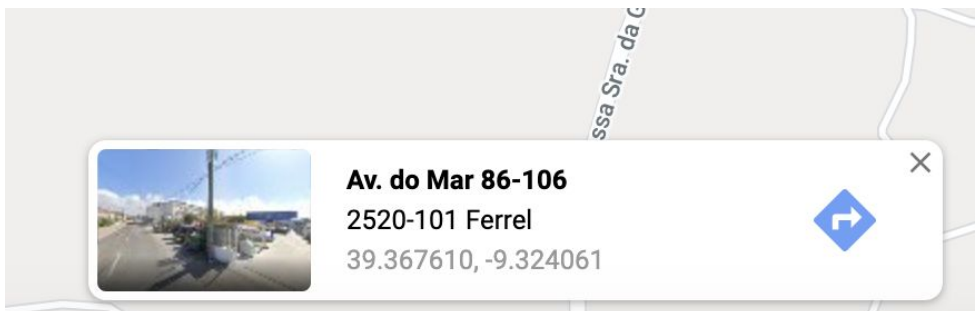 ssa Sra. da G
Av. do Mar 86-106
2520-101 Ferrel
39.367610, -9.324061